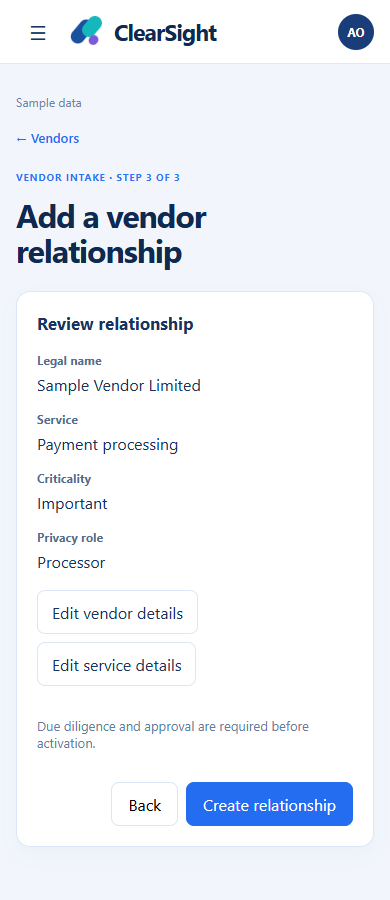 ☰ ClearSight AO
Sample data
← Vendors
VENDOR INTAKE · STEP 3 OF 3
Add a vendor
relationship
Review relationship
Legal name
Sample Vendor Limited
Service
Payment processing
Criticality
Important
Privacy role
Processor
Edit vendor details
Edit service details
Due diligence and approval are required before
activation.
Back Create relationship